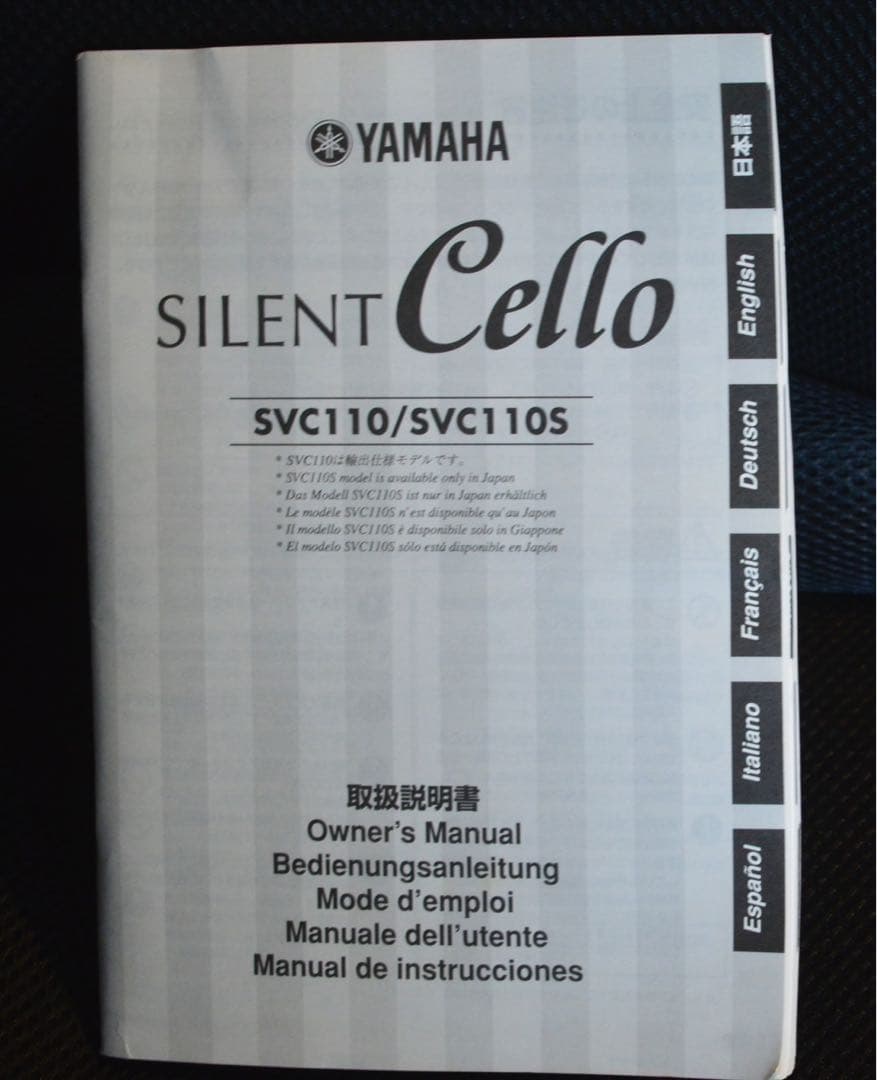 YAMAHA
SILENT Cello
SVC110/SVC110S
* SVC110は輸出仕様モデルです。
* SVC110S model is available only in Japan
* Das Modell SVC110S ist nur in Japan erhältlich
* Le modèle SVC110S n'est disponible qu'au Japon
* Il modello SVC110S è disponibile solo in Giappone
* El modelo SVC110S sólo está disponible en Japón
取扱説明書
Owner's Manual
Bedienungsanleitung
Mode d'emploi
Manuale dell'utente
Manual de instrucciones
日本語
English
Deutsch
Français
Italiano
Español